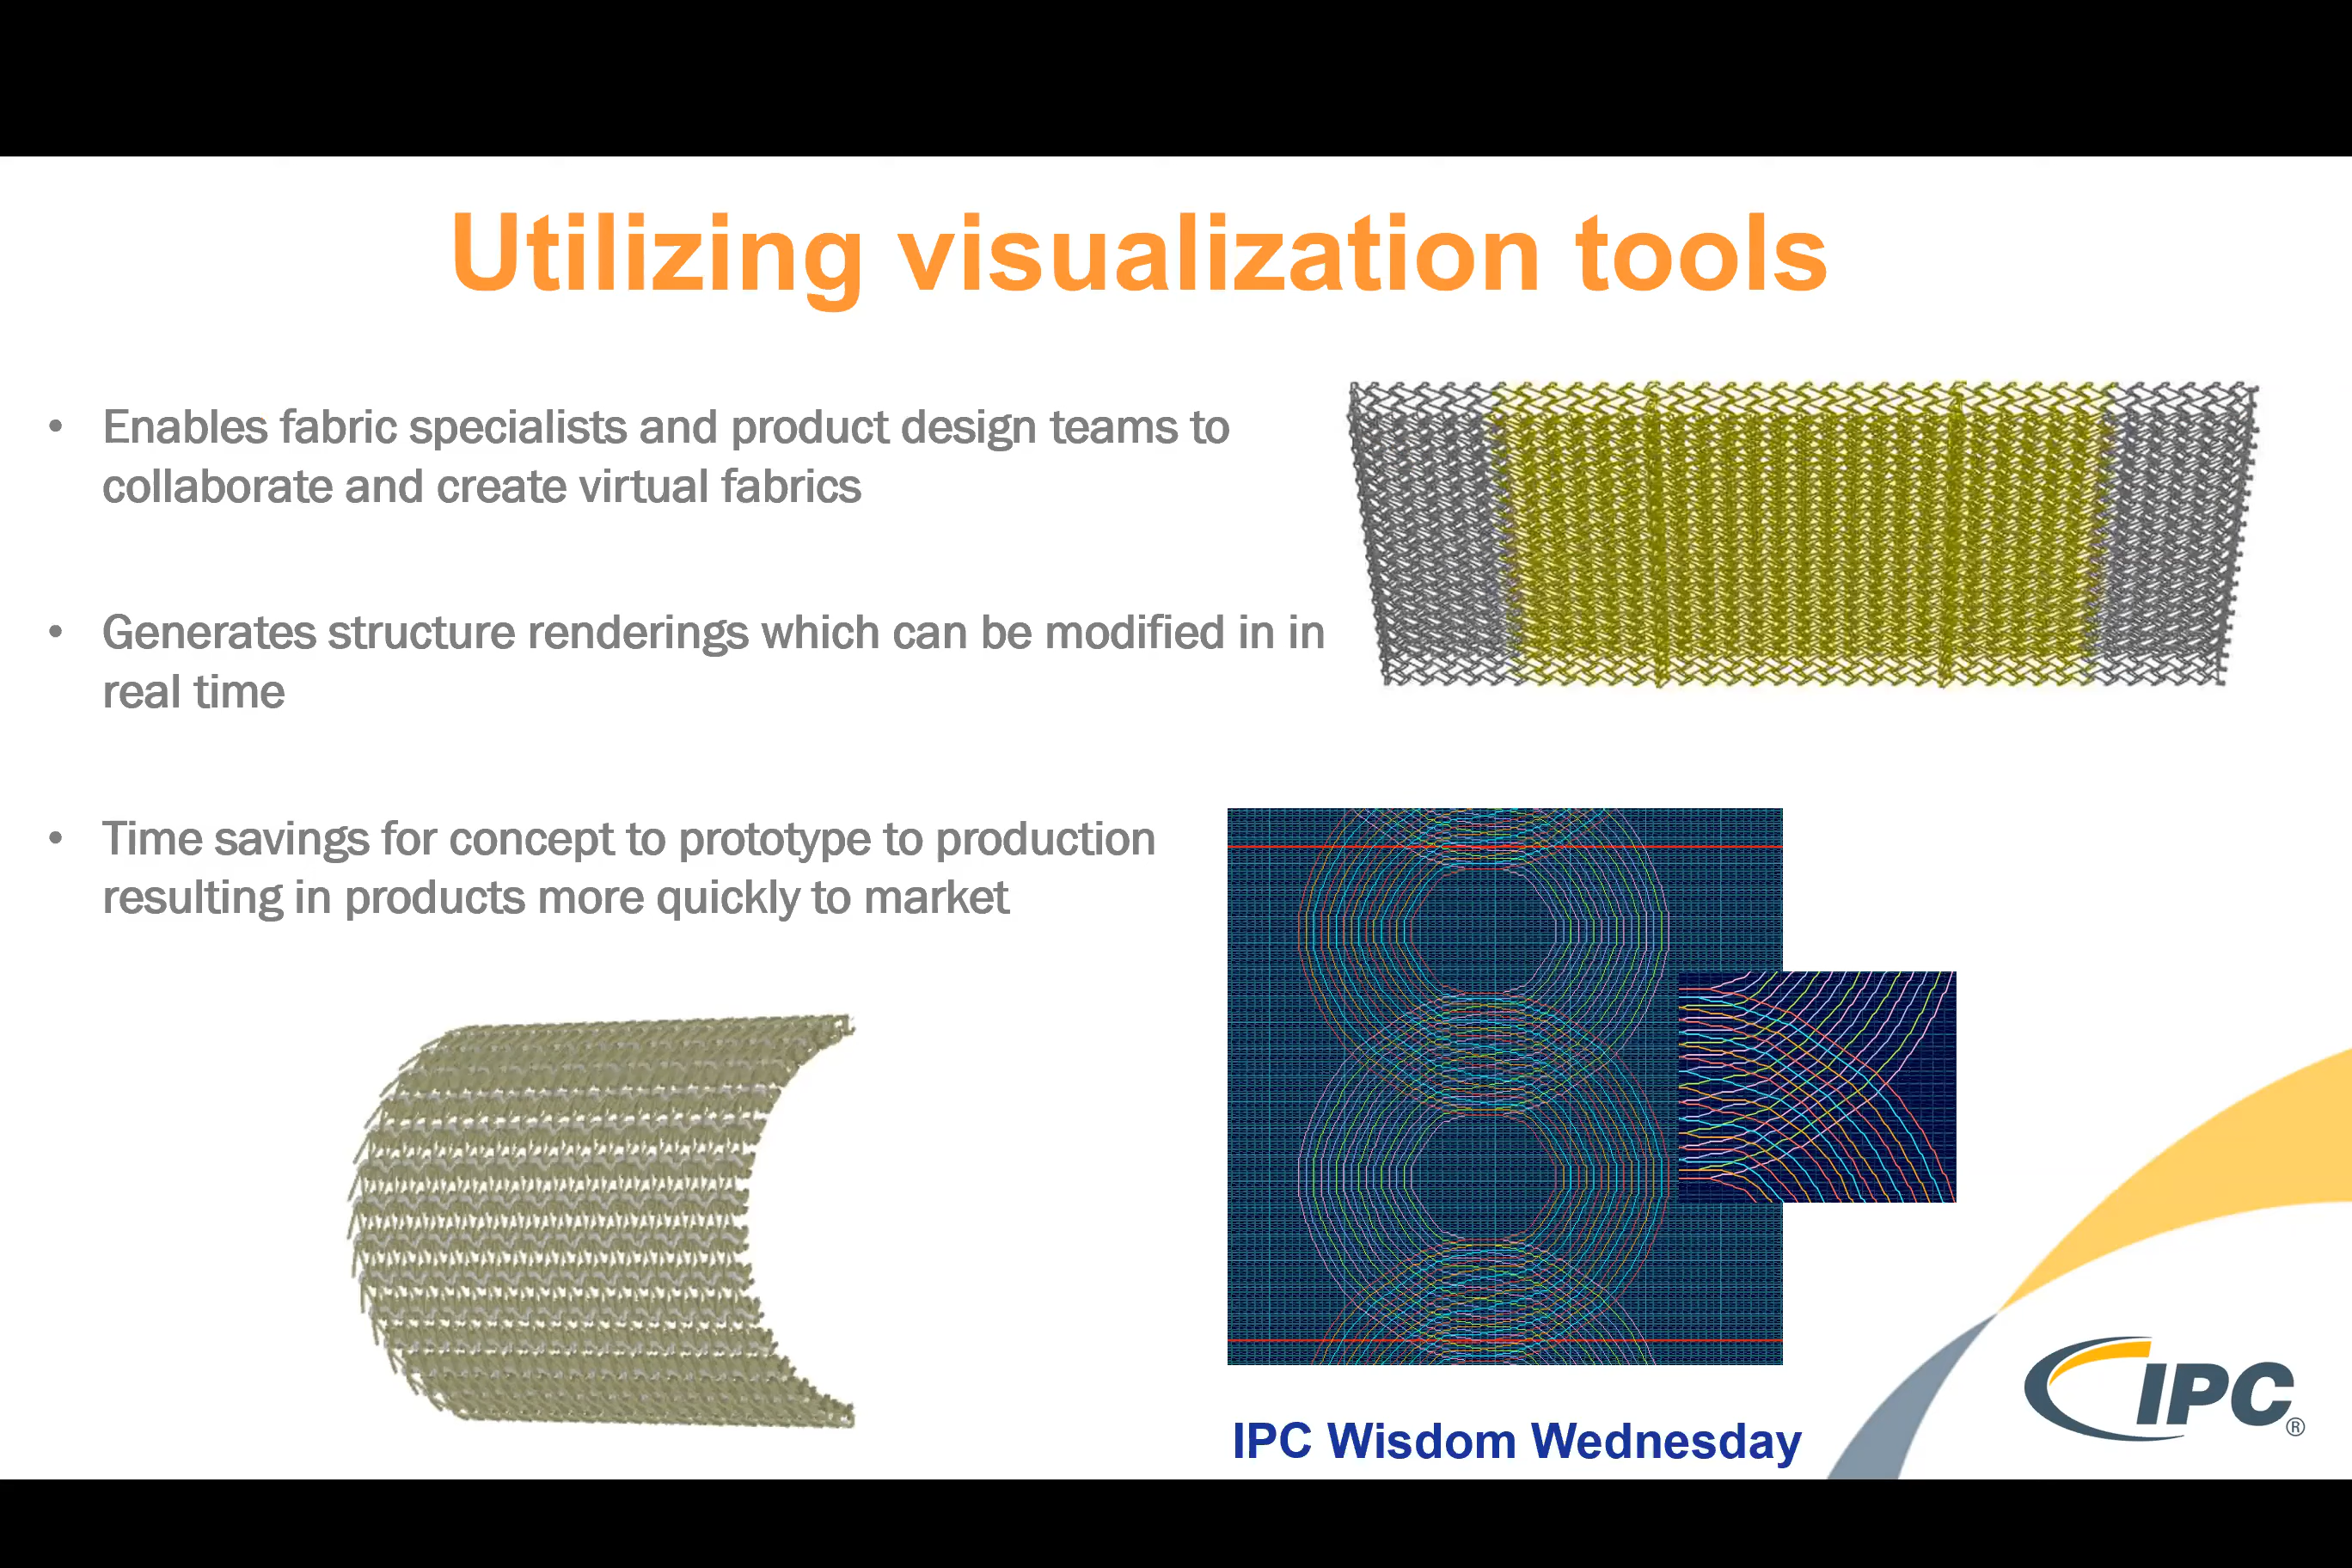 Utilizing visualization tools
• Enables fabric specialists and product design teams to
collaborate and create virtual fabrics
• Generates structure renderings which can be modified in in
real time
• Time savings for concept to prototype to production
resulting in products more quickly to market
IPC Wisdom Wednesday
IPC®